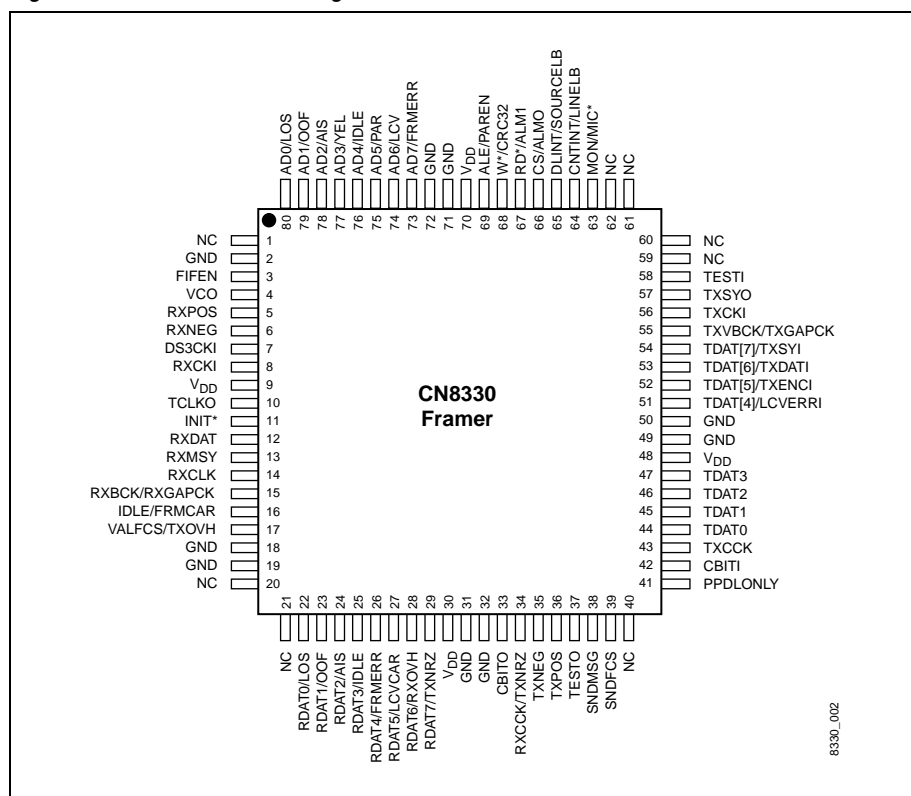 AD0/LOS
AD1/OOF
AD2/AIS
AD3/YEL
AD4/IDLE
AD5/PAR
AD6/LCV
AD7/FRMERR
GND
GND
VDD
ALE/PAREN
W*/CRC32
RD*/ALM1
CS/ALMO
DLINT/SOURCELB
CNTINT/LINELB
MON/MIC*
NC
NC
80 79 78 77 76 75 74 73 72 71 70 69 68 67 66 65 64 63 62 61
NC 1
GND 2
FIFEN 3
VCO 4
RXPOS 5
RXNEG 6
DS3CKI 7
RXCKI 8
VDD 9
TCLKO 10
INIT* 11
RXDAT 12
RXMSY 13
RXCLK 14
RXBCK/RXGAPCK 15
IDLE/FRMCAR 16
VALFCS/TXOVH 17
GND 18
GND 19
NC 20
CN8330
Framer
60 NC
59 NC
58 TESTI
57 TXSYO
56 TXCKI
55 TXVBCK/TXGAPCK
54 TDAT[7]/TXSYI
53 TDAT[6]/TXDATI
52 TDAT[5]/TXENCI
51 TDAT[4]/LCVERRI
50 GND
49 GND
48 VDD
47 TDAT3
46 TDAT2
45 TDAT1
44 TDAT0
43 TXCCK
42 CBITI
41 PPDLONLY
21 22 23 24 25 26 27 28 29 30 31 32 33 34 35 36 37 38 39 40
NC
RDAT0/LOS
RDAT1/OOF
RDAT2/AIS
RDAT3/IDLE
RDAT4/FRMERR
RDAT5/LCVCAR
RDAT6/RXOVH
RDAT7/TXNRZ
VDD
GND
GND
CBITO
RXCCK/TXNRZ
TXNEG
TXPOS
TESTO
SNDMSG
SNDFCS
NC
8330_002